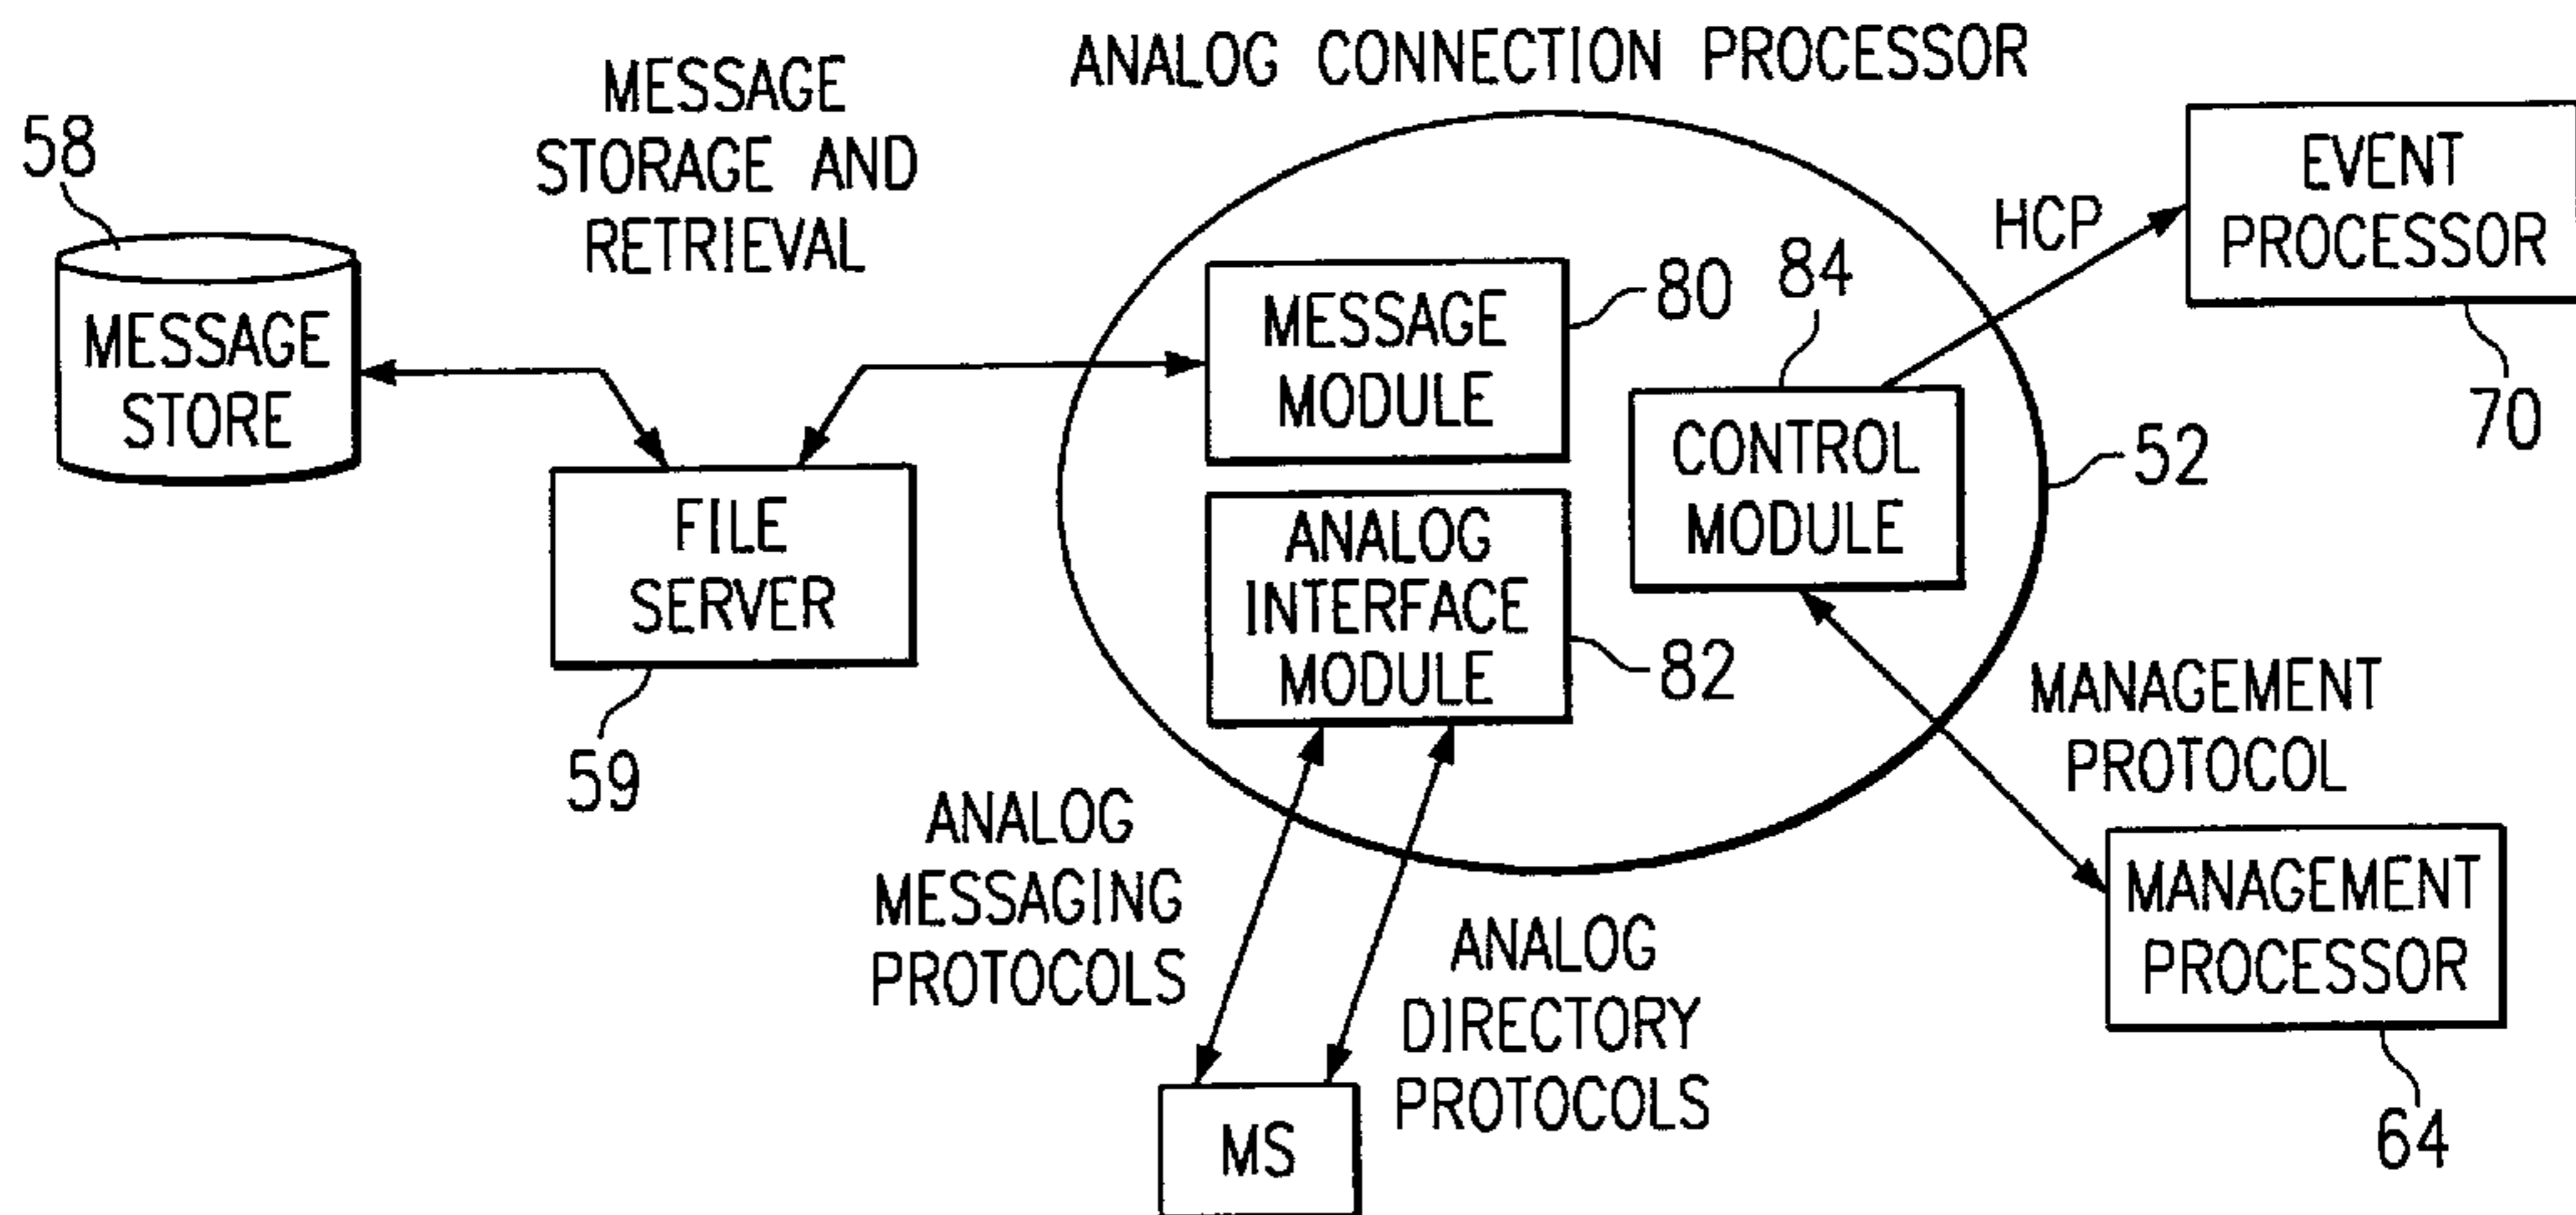 ANALOG CONNECTION PROCESSOR
MESSAGE
STORAGE AND
RETRIEVAL
58
MESSAGE
STORE
FILE
SERVER
59
MESSAGE
MODULE
80
ANALOG
INTERFACE
MODULE
82
84
CONTROL
MODULE
HCP
EVENT
PROCESSOR
70
52
MANAGEMENT
PROTOCOL
MANAGEMENT
PROCESSOR
64
ANALOG
MESSAGING
PROTOCOLS
ANALOG
DIRECTORY
PROTOCOLS
MS